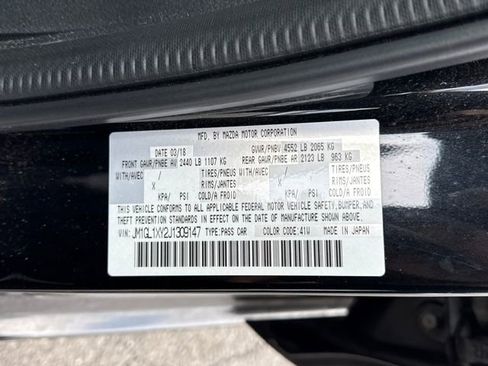 MFD. BY MAZDA MOTOR CORPORATION
DATE 03/18 GVWR/PNBV 4552 LB 2065 KG
FRONT GAWR/PNBE AV 2440 LB 1107 KG REAR GAWR/PNBE AR 2123 LB 963 KG
WITH/AVEC / TIRES/PNEUS WITH/AVEC / TIRES/PNEUS
X RIMS/JANTES X RIMS/JANTES
KPA/ PSI COLD/A FROID KPA/ PSI COLD/A FROID
THIS VEHICLE CONFORMS TO ALL APPLICABLE FEDERAL MOTOR VEHICLE SAFETY, BUMPER, AND
THEFT PREVENTION STANDARDS IN EFFECT ON THE DATE OF MANUFACTURE SHOWN ABOVE.
VIN: JM1GL1XY2J1309147 TYPE: PASS CAR COLOR CODE: 41W MADE IN JAPAN